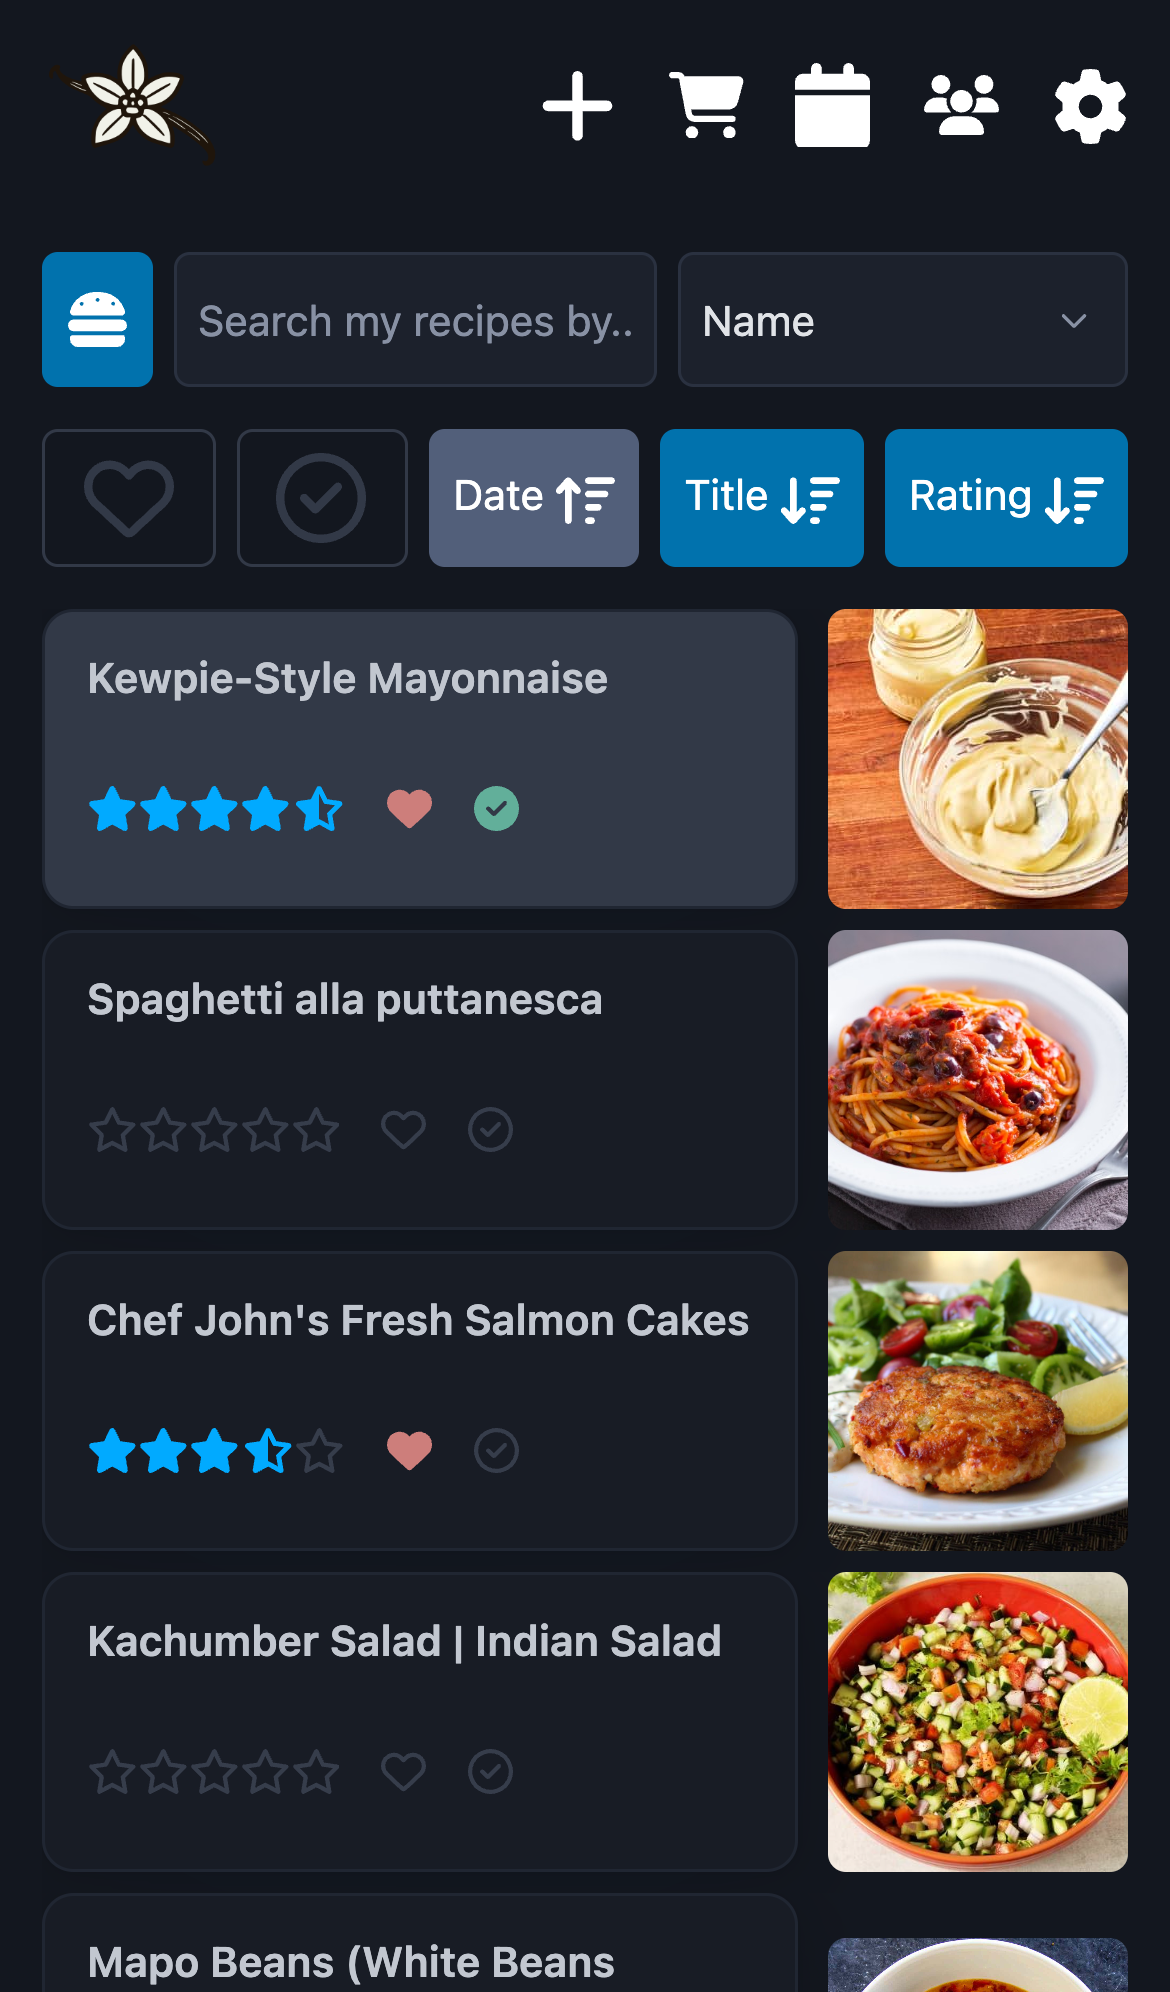 Search my recipes by..
Name
Date
Title
Rating
Kewpie-Style Mayonnaise
Spaghetti alla puttanesca
Chef John's Fresh Salmon Cakes
Kachumber Salad | Indian Salad
Mapo Beans (White Beans